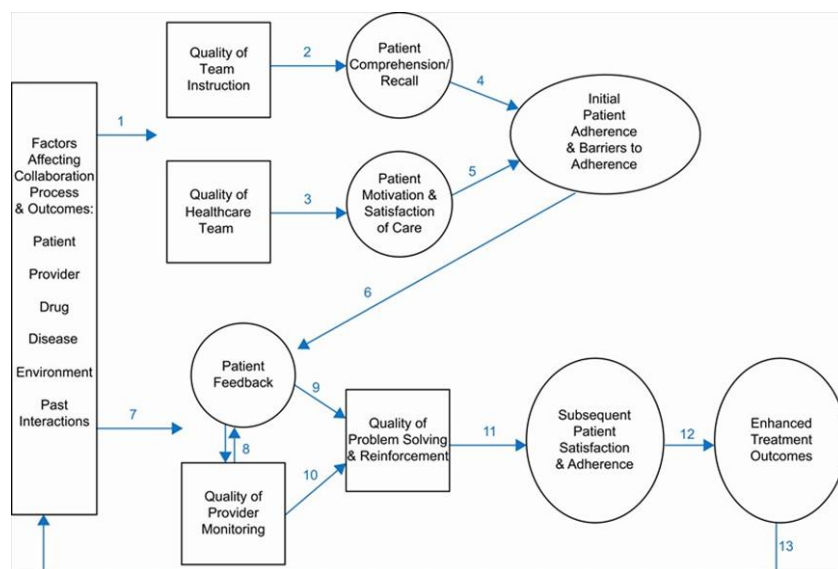 Factors
Affecting
Collaboration
Process
& Outcomes:
Patient
Provider
Drug
Disease
Environment
Past
Interactions
1
Quality of
Team
Instruction
2
Patient
Comprehension/
Recall
4
Initial
Patient
Adherence
& Barriers to
Adherence
Quality of
Healthcare
Team
3
Patient
Motivation &
Satisfaction
of Care
5
6
7
Patient
Feedback
8
9
Quality of
Provider
Monitoring
10
Quality of
Problem Solving
& Reinforcement
11
Subsequent
Patient
Satisfaction
& Adherence
12
Enhanced
Treatment
Outcomes
13